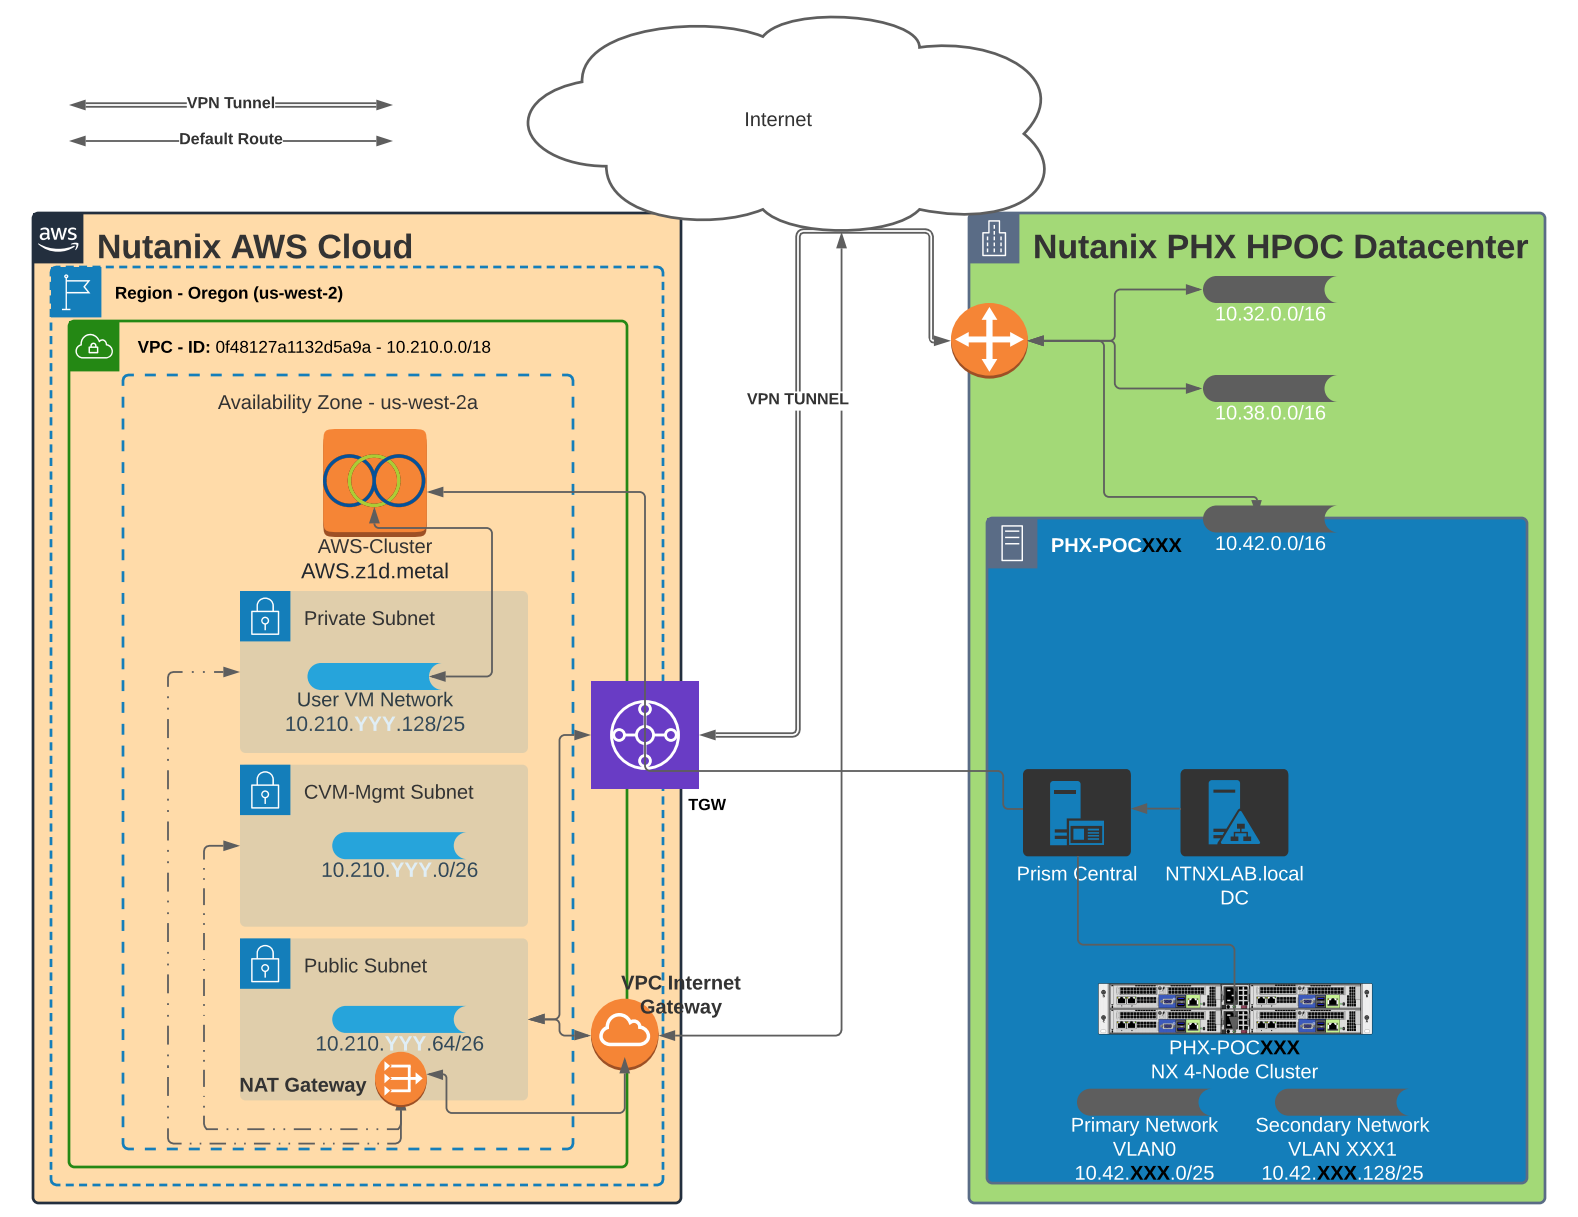 Internet
VPN Tunnel
Default Route
aws
Nutanix AWS Cloud
Region - Oregon (us-west-2)
VPC - ID: 0f48127a1132d5a9a - 10.210.0.0/18
Availability Zone - us-west-2a
AWS-Cluster
AWS.z1d.metal
Private Subnet
User VM Network
10.210.YYY.128/25
CVM-Mgmt Subnet
10.210.YYY.0/26
Public Subnet
10.210.YYY.64/26
NAT Gateway
TGW
VPC Internet
Gateway
VPN TUNNEL
Nutanix PHX HPOC Datacenter
10.32.0.0/16
10.38.0.0/16
10.42.0.0/16
PHX-POCXXX
Prism Central
NTNXLAB.local
DC
PHX-POCXXX
NX 4-Node Cluster
Primary Network
VLAN0
10.42.XXX.0/25
Secondary Network
VLAN XXX1
10.42.XXX.128/25